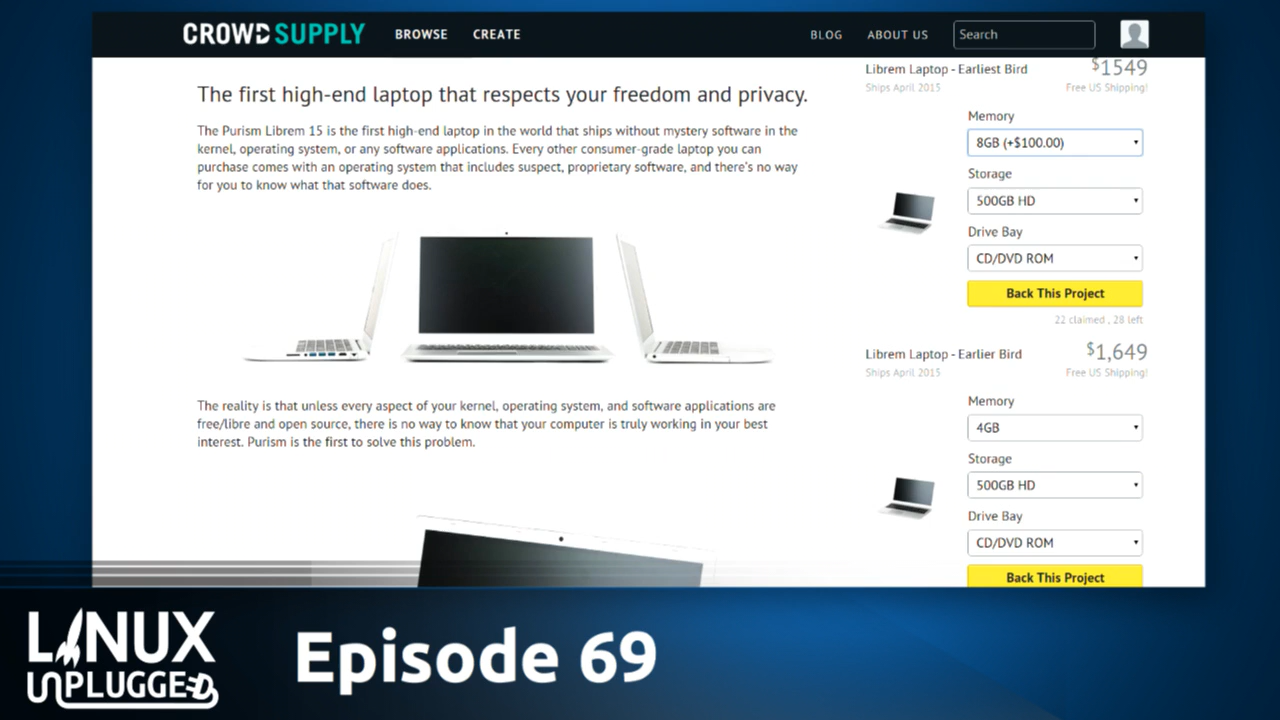 CROWD SUPPLY
BROWSE
CREATE
BLOG
ABOUT US
Search
The first high-end laptop that respects your freedom and privacy.
The Purism Librem 15 is the first high-end laptop in the world that ships without mystery software in the
kernel, operating system, or any software applications. Every other consumer-grade laptop you can
purchase comes with an operating system that includes suspect, proprietary software, and there's no way
for you to know what that software does.
The reality is that unless every aspect of your kernel, operating system, and software applications are
free/libre and open source, there is no way to know that your computer is truly working in your best
interest. Purism is the first to solve this problem.
Librem Laptop - Earliest Bird
$1549
Ships April 2015
Free US Shipping!
Memory
8GB (+$100.00)
Storage
500GB HD
Drive Bay
CD/DVD ROM
Back This Project
22 claimed , 28 left
Librem Laptop - Earlier Bird
$1,649
Ships April 2015
Free US Shipping!
Memory
4GB
Storage
500GB HD
Drive Bay
CD/DVD ROM
Back This Project
LINUX
UNPLUGGED
Episode 69